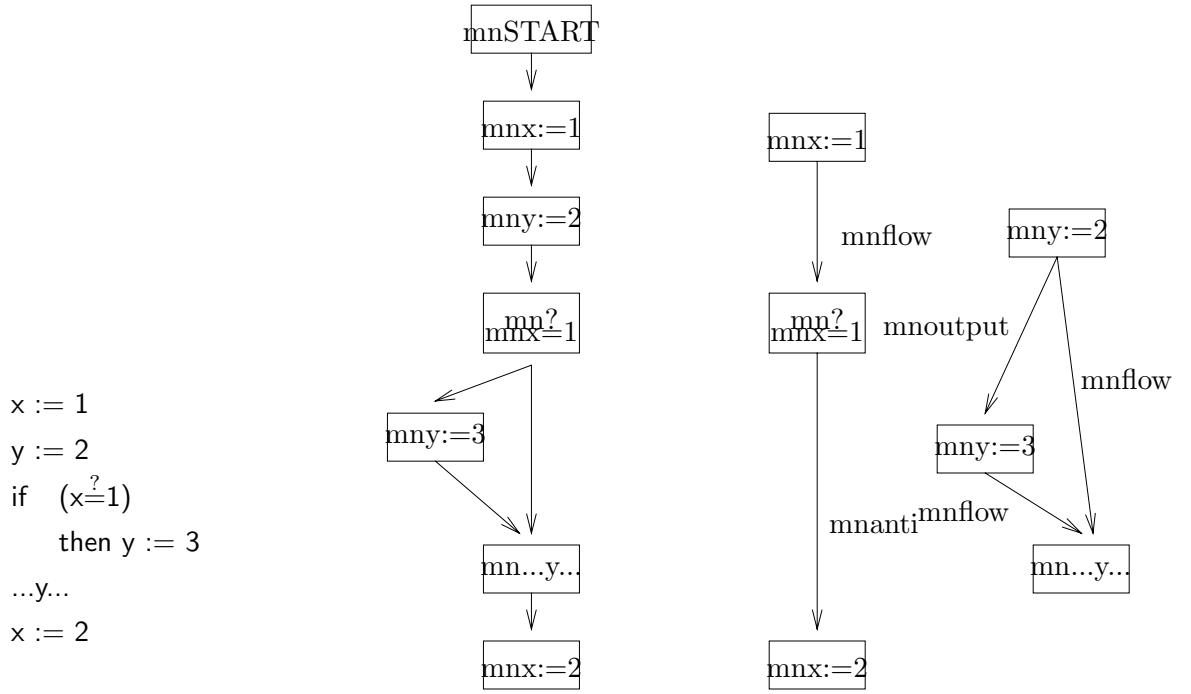 x := 1
y := 2
if (x?=1)
then y := 3
...y...
x := 2
mnSTART
mnx:=1
mny:=2
mn?
mnx=1
mny:=3
mn...y...
mnx:=2
mnx:=1
mnflow
mn?
mnx=1
mnanti
mnx:=2
mny:=2
mnoutput
mnflow
mny:=3
mnflow
mn...y...